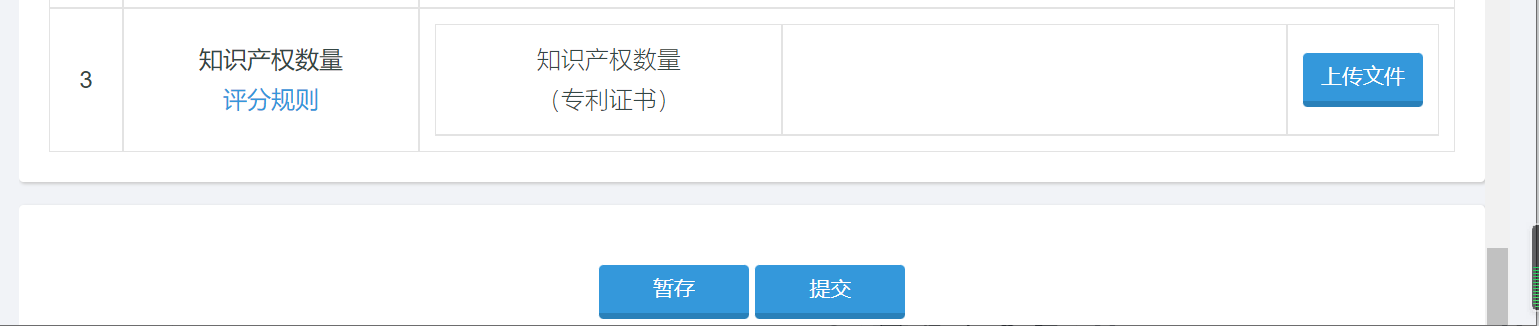 3
知识产权数量
评分规则
知识产权数量
（专利证书）
上传文件
暂存
提交